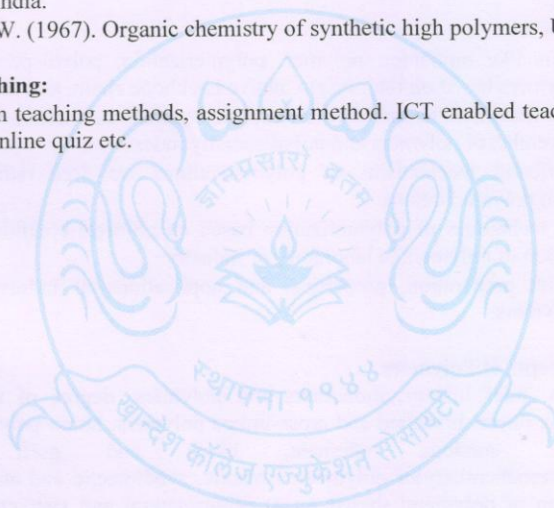 ndia.
W. (1967). Organic chemistry of synthetic high polymers,
hing:
n teaching methods, assignment method. ICT enabled teac
nline quiz etc.
ज्ञानप्रसारो व्रतम
स्थापना १९४४
खान्देश कॉलेज एज्युकेशन सोसायटी